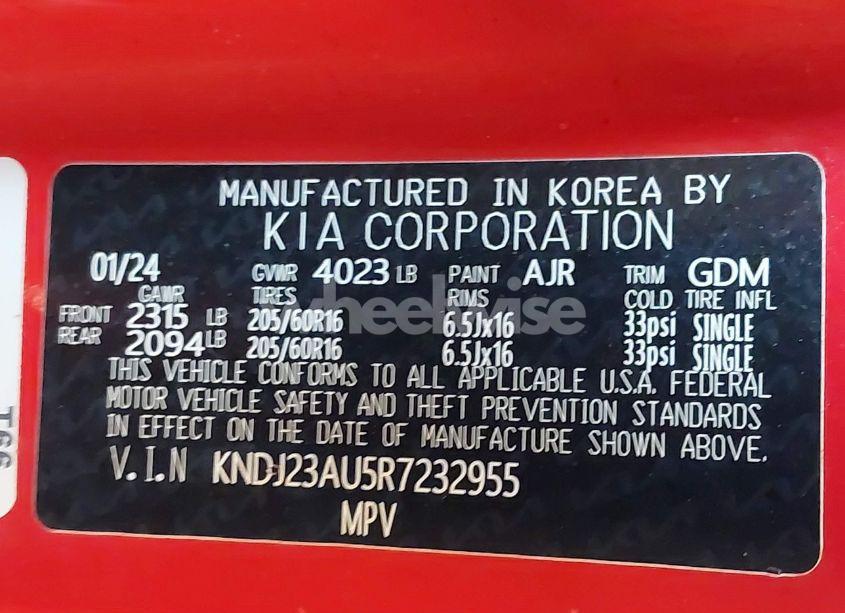 MANUFACTURED IN KOREA BY
KIA CORPORATION
01/24 GVWR 4023 LB PAINT AJR TRIM GDM
GAWR TIRES RIMS COLD TIRE INFL
FRONT 2315 LB 205/60R16 6.5Jx16 33psi SINGLE
REAR 2094 LB 205/60R16 6.5Jx16 33psi SINGLE
THIS VEHICLE CONFORMS TO ALL APPLICABLE U.S.A. FEDERAL
MOTOR VEHICLE SAFETY AND THEFT PREVENTION STANDARDS
IN EFFECT ON THE DATE OF MANUFACTURE SHOWN ABOVE.
V.I.N KNDJ23AU5R7232955
MPV
wheelwise